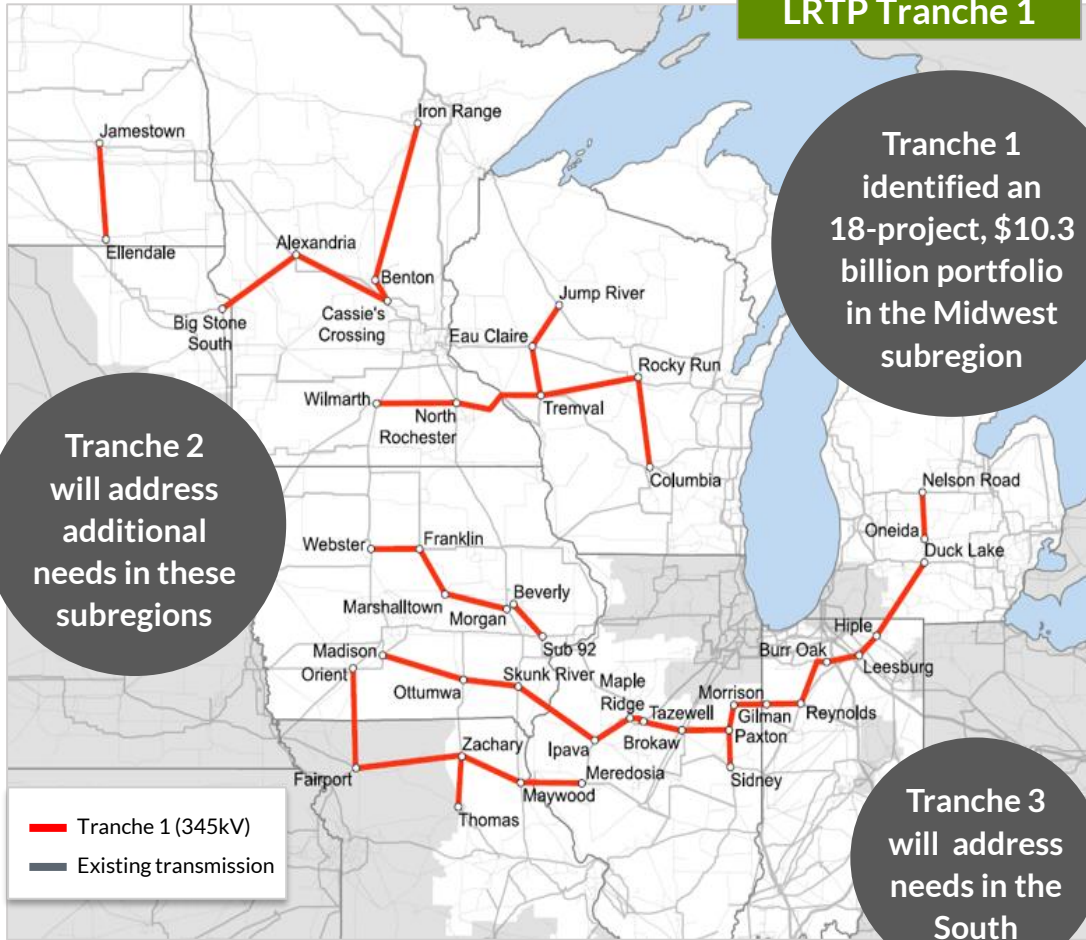 LRTP Tranche 1
Tranche 1
identified an
18-project, $10.3
billion portfolio
in the Midwest
subregion
Iron Range
Jamestown
Ellendale
Alexandria
Benton
Big Stone
South
Cassie's
Crossing
Jump River
Eau Claire
Rocky Run
Wilmarth
North
Rochester
Tremval
Columbia
Tranche 2
will address
additional
needs in these
subregions
Nelson Road
Oneida
Duck Lake
Webster
Franklin
Marshalltown
Morgan
Beverly
Sub 92
Hiple
Burr Oak
Leesburg
Madison
Orient
Ottumwa
Skunk River
Maple
Ridge
Tazewell
Morrison
Gilman
Reynolds
Ipava
Brokaw
Paxton
Sidney
Zachary
Fairport
Meredosia
Maywood
Thomas
Tranche 3
will address
needs in the
South
Tranche 1 (345kV)
Existing transmission